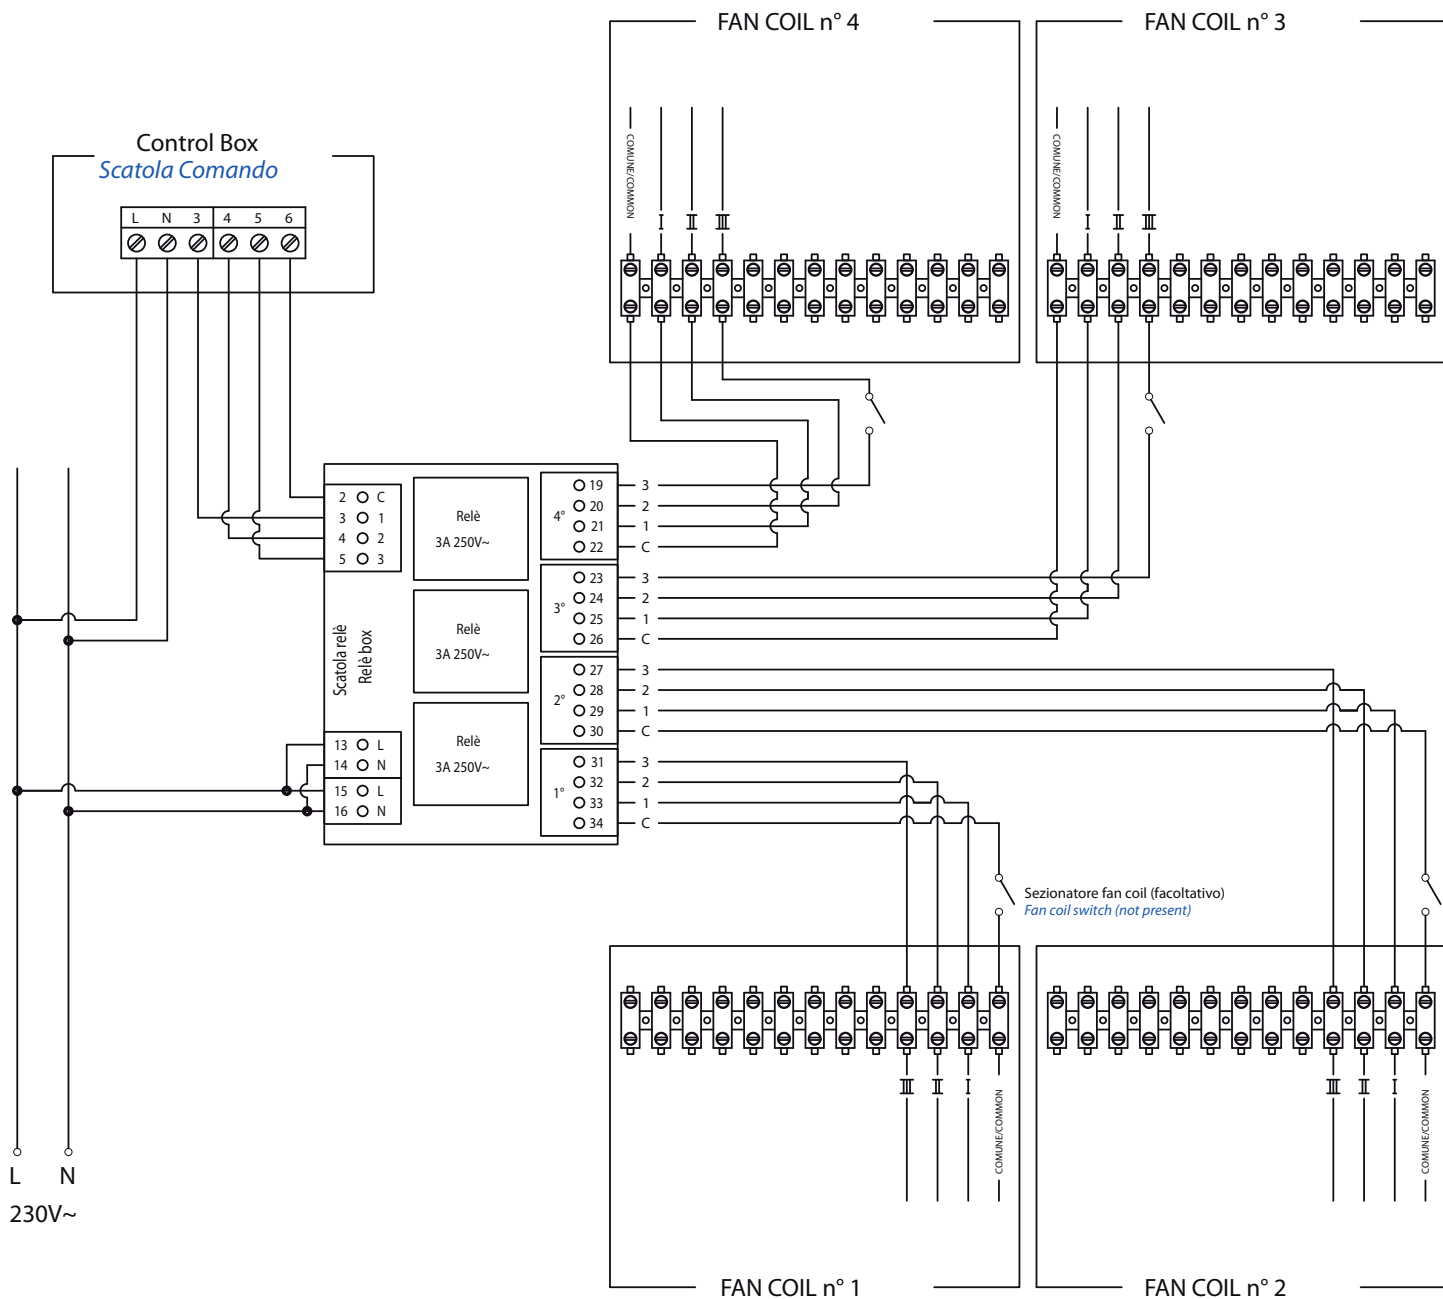 FAN COIL n° 4
FAN COIL n° 3
Control Box
Scatola Comando
L N 3 4 5 6
COMUNE/COMMON
I II III
COMUNE/COMMON
I II III
2 C
3 1
4 2
5 3
Scatola relè
Relè box
13 L
14 N
15 L
16 N
Relè
3A 250V~
Relè
3A 250V~
Relè
3A 250V~
4°
19 3
20 2
21 1
22 C
3°
23 3
24 2
25 1
26 C
2°
27 3
28 2
29 1
30 C
1°
31 3
32 2
33 1
34 C
Sezionatore fan coil (facoltativo)
Fan coil switch (not present)
III II I
COMUNE/COMMON
III II I
COMUNE/COMMON
L N
230V~
FAN COIL n° 1
FAN COIL n° 2